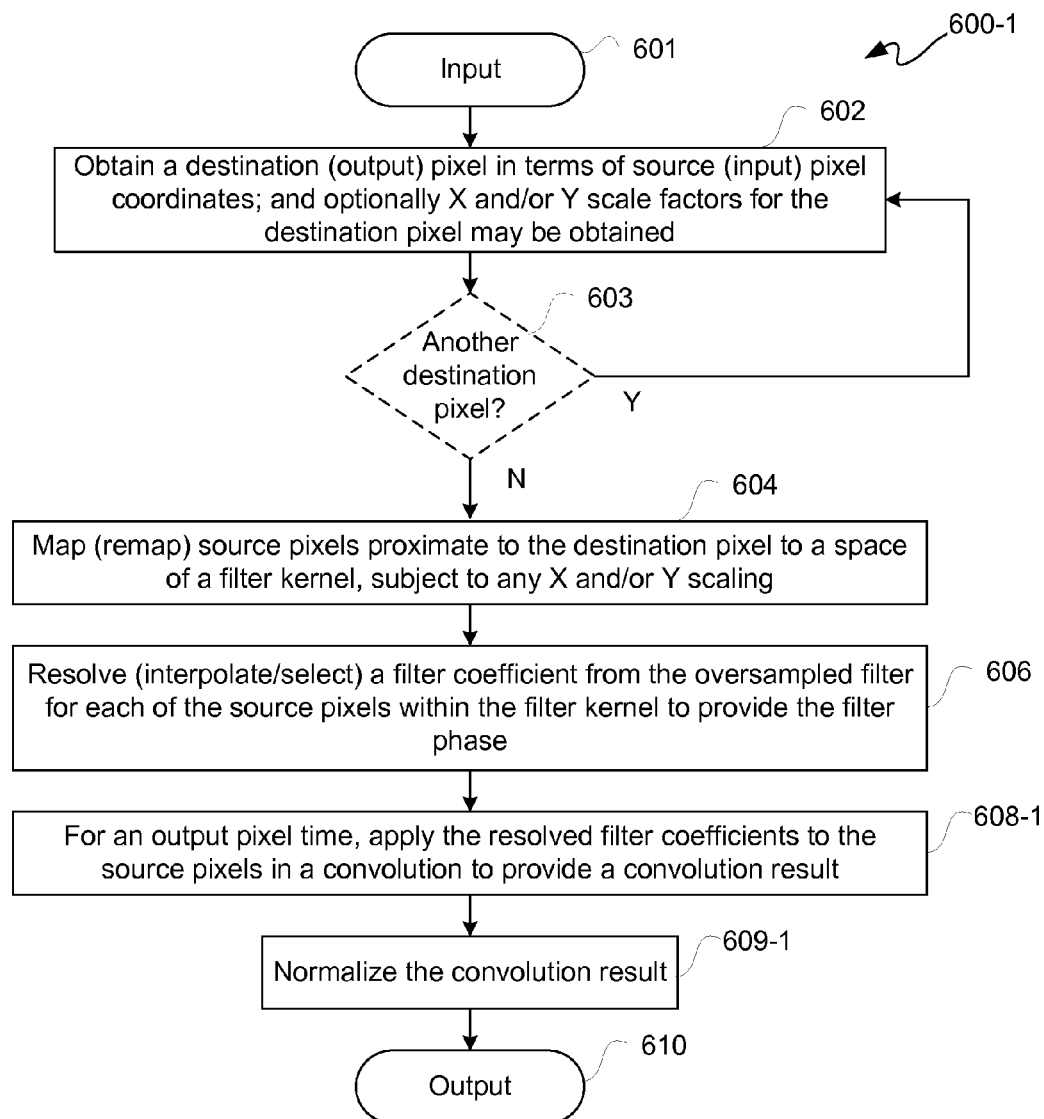 600-1
Input
601
602
Obtain a destination (output) pixel in terms of source (input) pixel
coordinates; and optionally X and/or Y scale factors for the
destination pixel may be obtained
603
Another
destination
pixel?
Y
N
604
Map (remap) source pixels proximate to the destination pixel to a space
of a filter kernel, subject to any X and/or Y scaling
Resolve (interpolate/select) a filter coefficient from the oversampled filter
for each of the source pixels within the filter kernel to provide the filter
phase
606
For an output pixel time, apply the resolved filter coefficients to the
source pixels in a convolution to provide a convolution result
608-1
Normalize the convolution result
609-1
Output
610